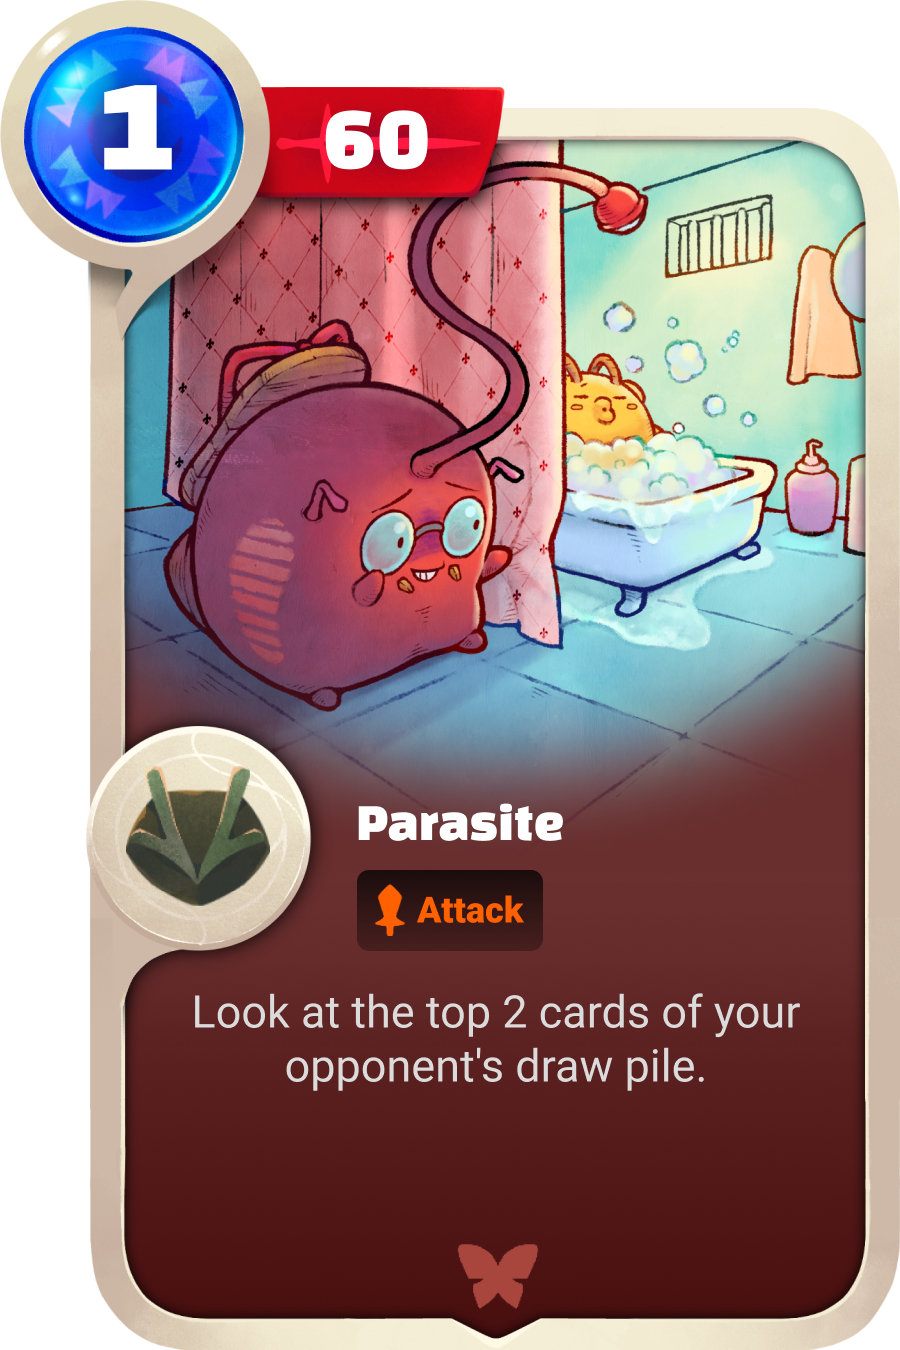 1
60
Parasite
Attack
Look at the top 2 cards of your
opponent's draw pile.